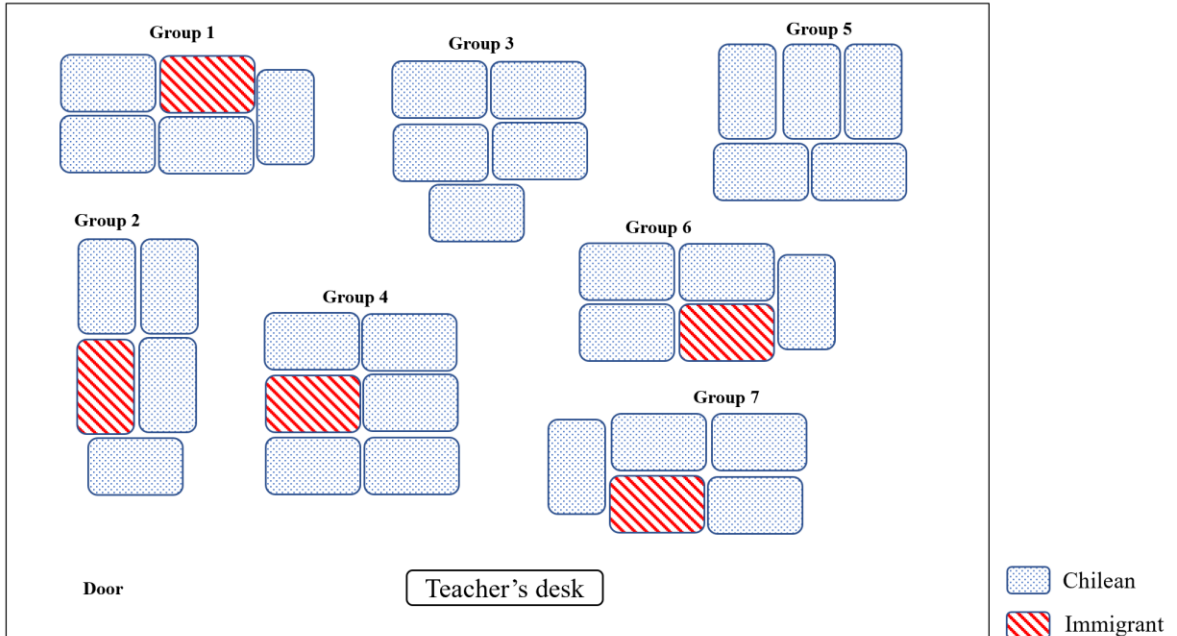 Group 1
Group 3
Group 5
Group 2
Group 6
Group 4
Group 7
Door
Teacher's desk
Chilean
Immigrant